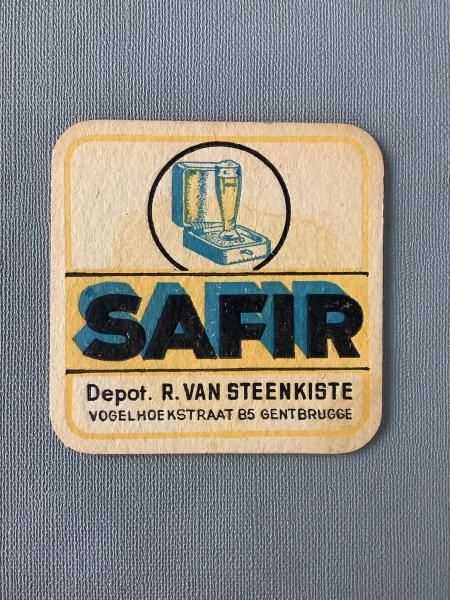 SAFIR
Depot. R. VAN STEENKISTE
VOGELHOEKSTRAAT 85 GENTBRUGGE